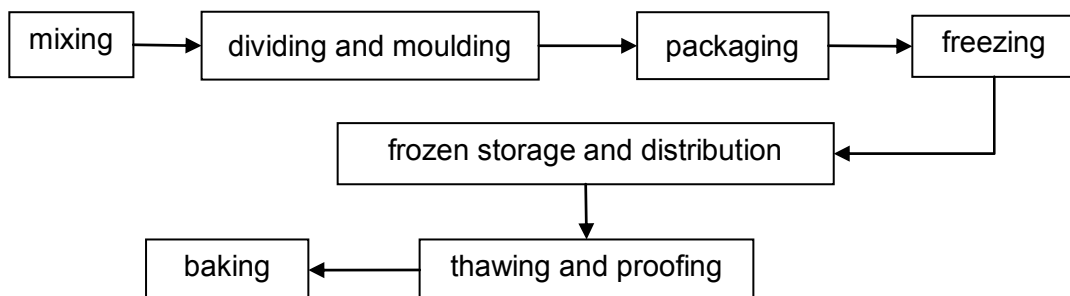 mixing
dividing and moulding
packaging
freezing
frozen storage and distribution
thawing and proofing
baking